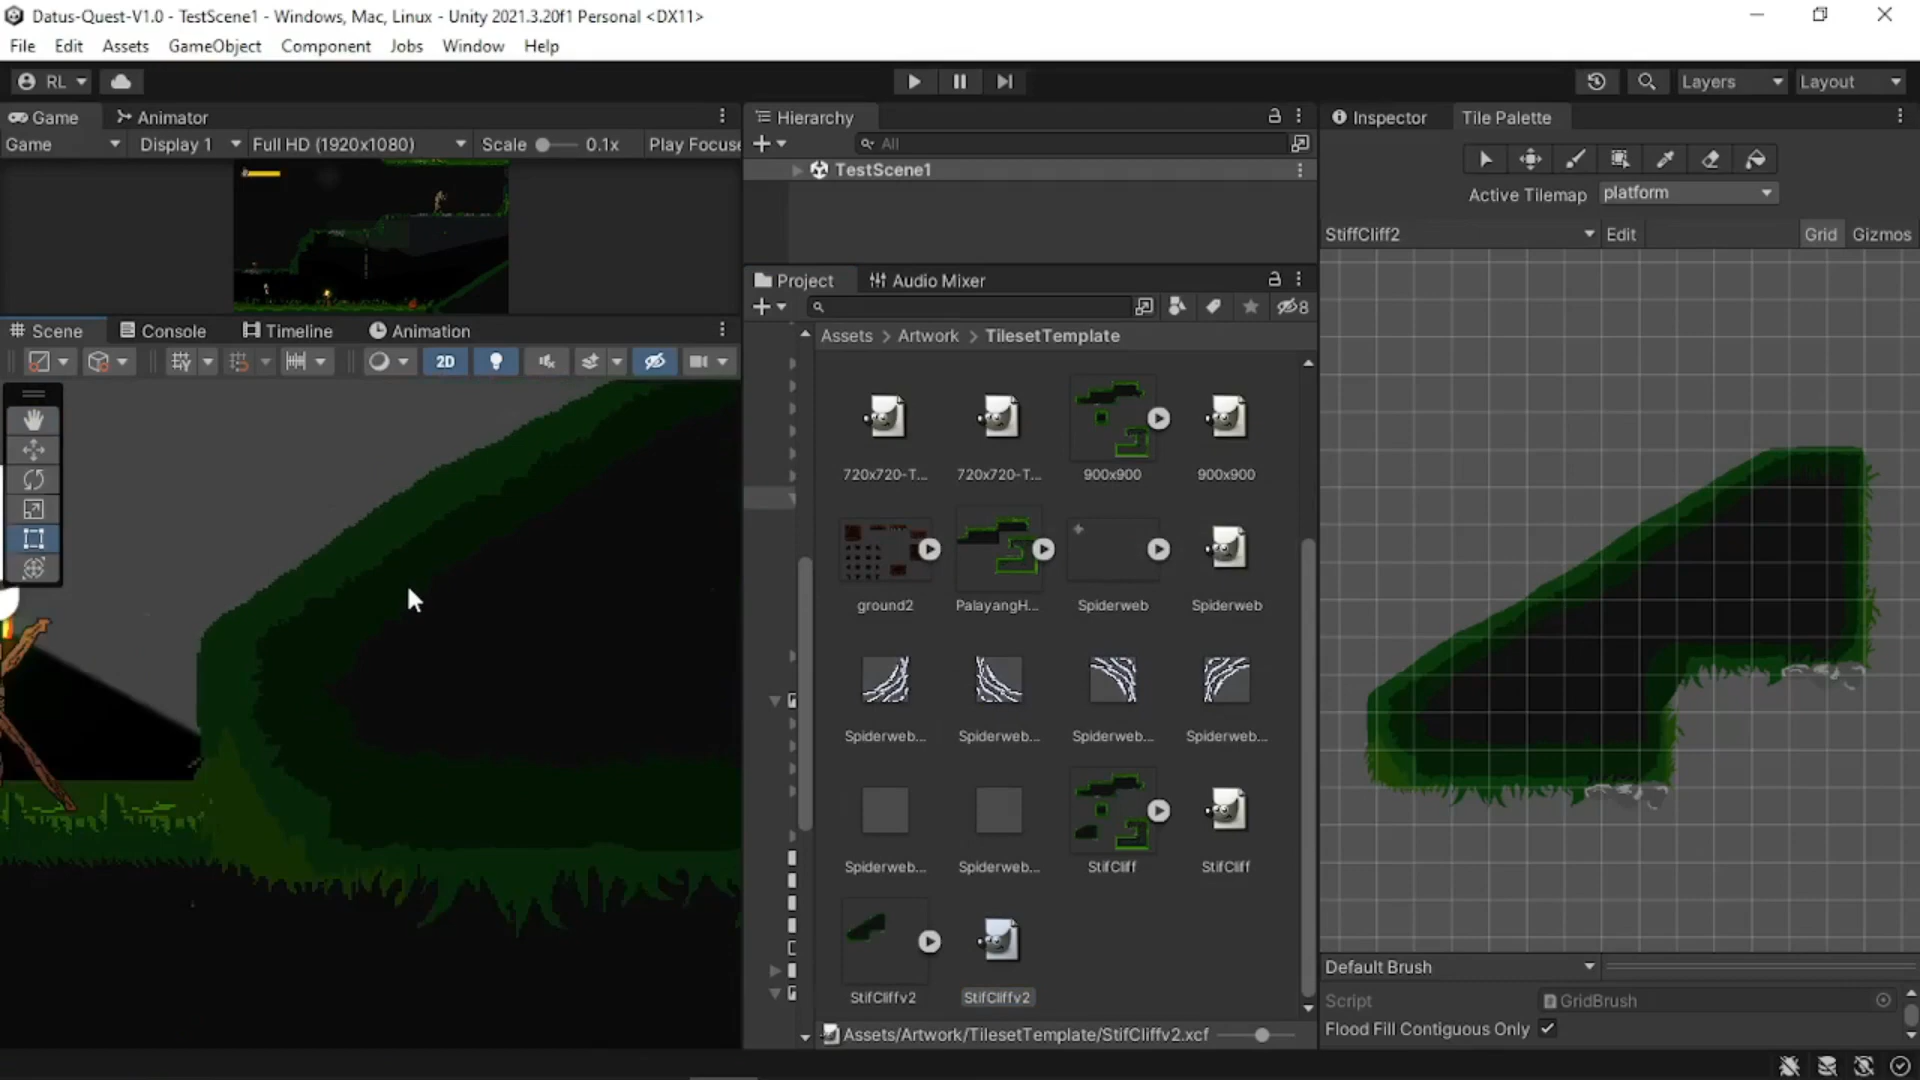 Datus-Quest-V1.0 - TestScene1 - Windows, Mac, Linux - Unity 2021.3.20f1 Personal <DX11>
File Edit Assets GameObject Component Jobs Window Help
RL Layers Layout
Game Animator
Game Display 1 Full HD (1920x1080) Scale 0.1x Play Focuse
Scene Console Timeline Animation
2D
Hierarchy
All
TestScene1
Project Audio Mixer
8
Assets > Artwork > TilesetTemplate
720x720-T... 720x720-T... 900x900 900x900
ground2 PalayangH... Spiderweb Spiderweb
Spiderweb... Spiderweb... Spiderweb... Spiderweb...
Spiderweb... Spiderweb... StifCliff StifCliff
StifCliffv2 StifCliffv2
Assets/Artwork/TilesetTemplate/StifCliffv2.xcf
Inspector Tile Palette
Active Tilemap platform
StiffCliff2 Edit Grid Gizmos
Default Brush
Script GridBrush
Flood Fill Contiguous Only